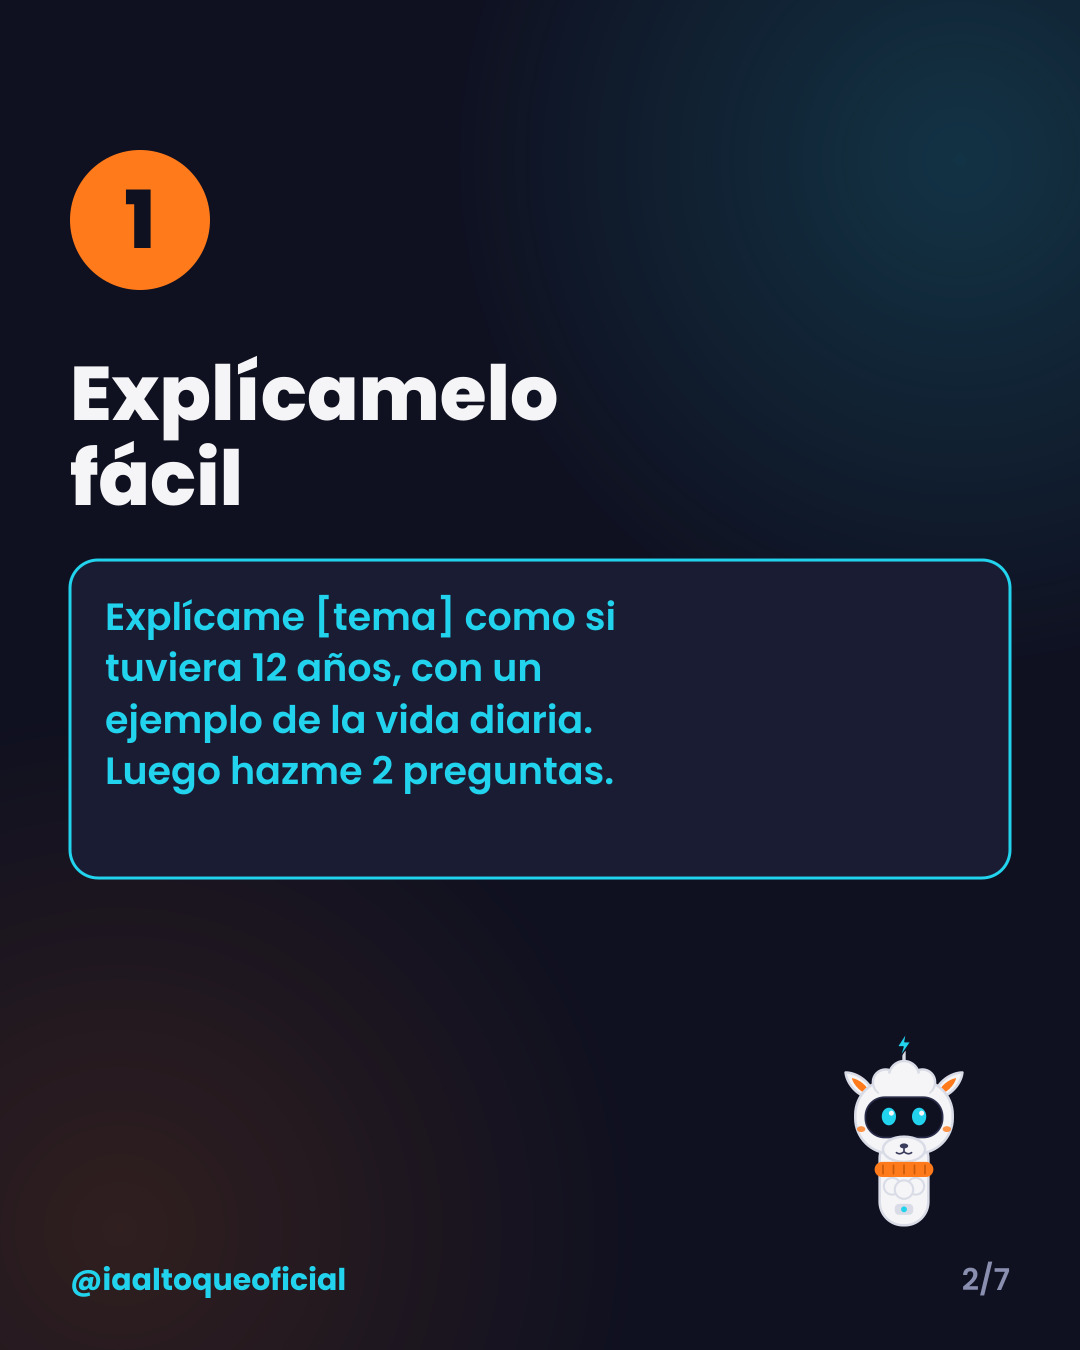 1
Explícamelo
fácil
Explícame [tema] como si
tuviera 12 años, con un
ejemplo de la vida diaria.
Luego hazme 2 preguntas.
@iaaltoqueoficial
2/7